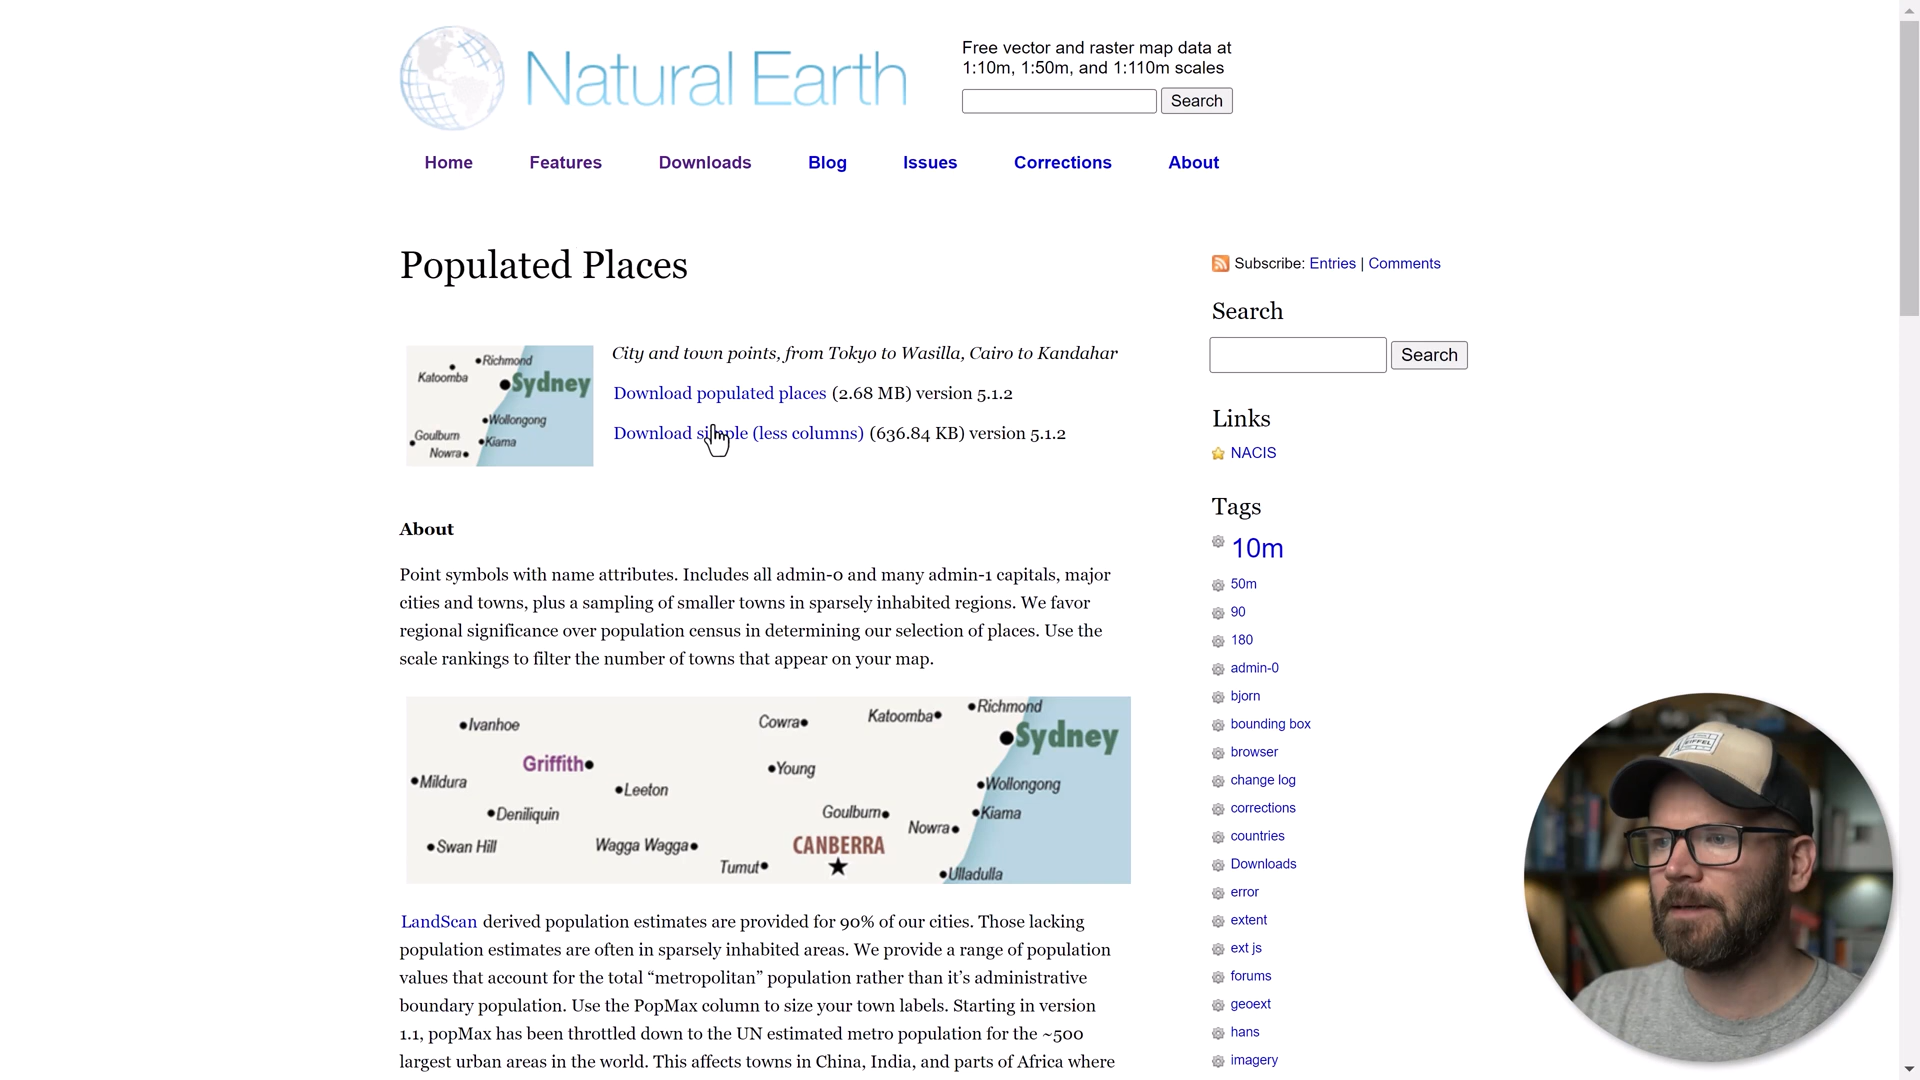 Natural Earth
Free vector and raster map data at
1:10m, 1:50m, and 1:110m scales
Search
Home Features Downloads Blog Issues Corrections About
Populated Places
Richmond
Katoomba
Sydney
Wollongong
Goulburn
Kiama
Nowra
City and town points, from Tokyo to Wasilla, Cairo to Kandahar
Download populated places (2.68 MB) version 5.1.2
Download simple (less columns) (636.84 KB) version 5.1.2
About
Point symbols with name attributes. Includes all admin-0 and many admin-1 capitals, major
cities and towns, plus a sampling of smaller towns in sparsely inhabited regions. We favor
regional significance over population census in determining our selection of places. Use the
scale rankings to filter the number of towns that appear on your map.
Richmond
Katoomba
Cowra
Ivanhoe
Sydney
Griffith
Young
Mildura
Leeton
Wollongong
Deniliquin
Goulburn
Kiama
Nowra
Swan Hill
Wagga Wagga
CANBERRA
Tumut
Ulladulla
LandScan derived population estimates are provided for 90% of our cities. Those lacking
population estimates are often in sparsely inhabited areas. We provide a range of population
values that account for the total “metropolitan” population rather than it’s administrative
boundary population. Use the PopMax column to size your town labels. Starting in version
1.1, popMax has been throttled down to the UN estimated metro population for the ~500
largest urban areas in the world. This affects towns in China, India, and parts of Africa where
Subscribe: Entries | Comments
Search
Search
Links
NACIS
Tags
10m
50m
90
180
admin-0
bjorn
bounding box
browser
change log
corrections
countries
Downloads
error
extent
ext js
forums
geoext
hans
imagery